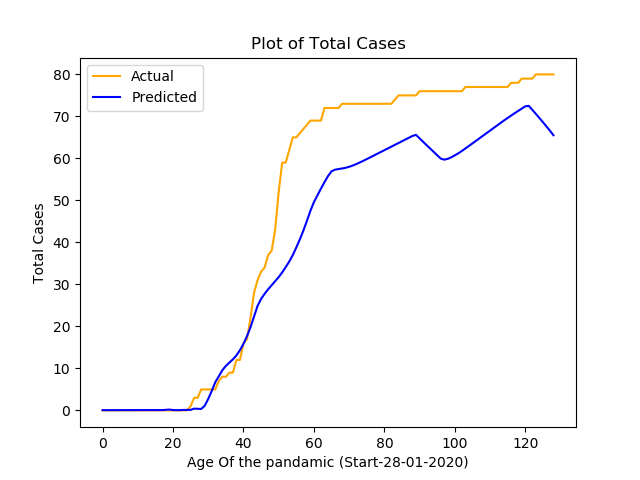 Plot of Total Cases
Actual
Predicted
80
70
60
50
40
30
20
10
0
Total Cases
0 20 40 60 80 100 120
Age Of the pandamic (Start-28-01-2020)